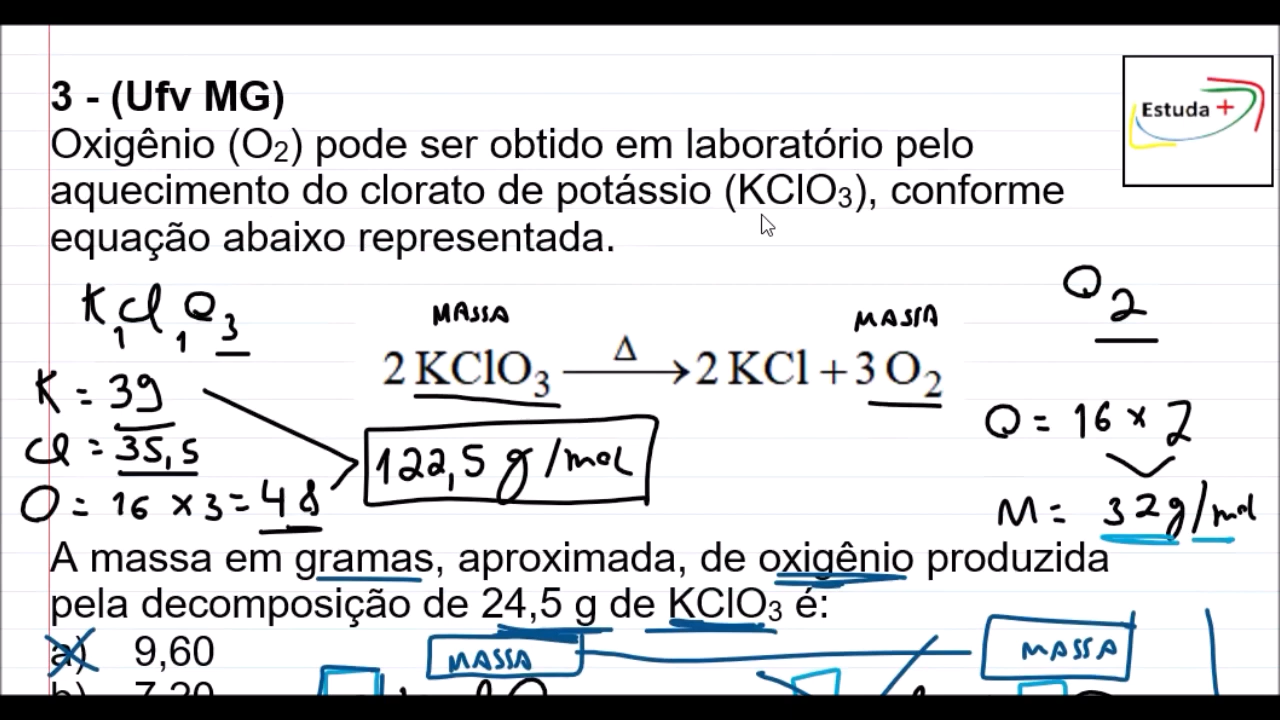 3 - (Ufv MG)
Estuda +
Oxigênio (O₂) pode ser obtido em laboratório pelo
aquecimento do clorato de potássio (KClO₃), conforme
equação abaixo representada.
K₁Cl₁O₃
O₂
MASSA
MASSA
2 KClO₃ —Δ→ 2 KCl + 3 O₂
K = 39
Cl = 35,5
O = 16 x 3 = 48
122,5 g/mol
O = 16 x 2
M = 32g/mol
A massa em gramas, aproximada, de oxigênio produzida
pela decomposição de 24,5 g de KClO₃ é:
a) 9,60
MASSA
MASSA
b) 7,20